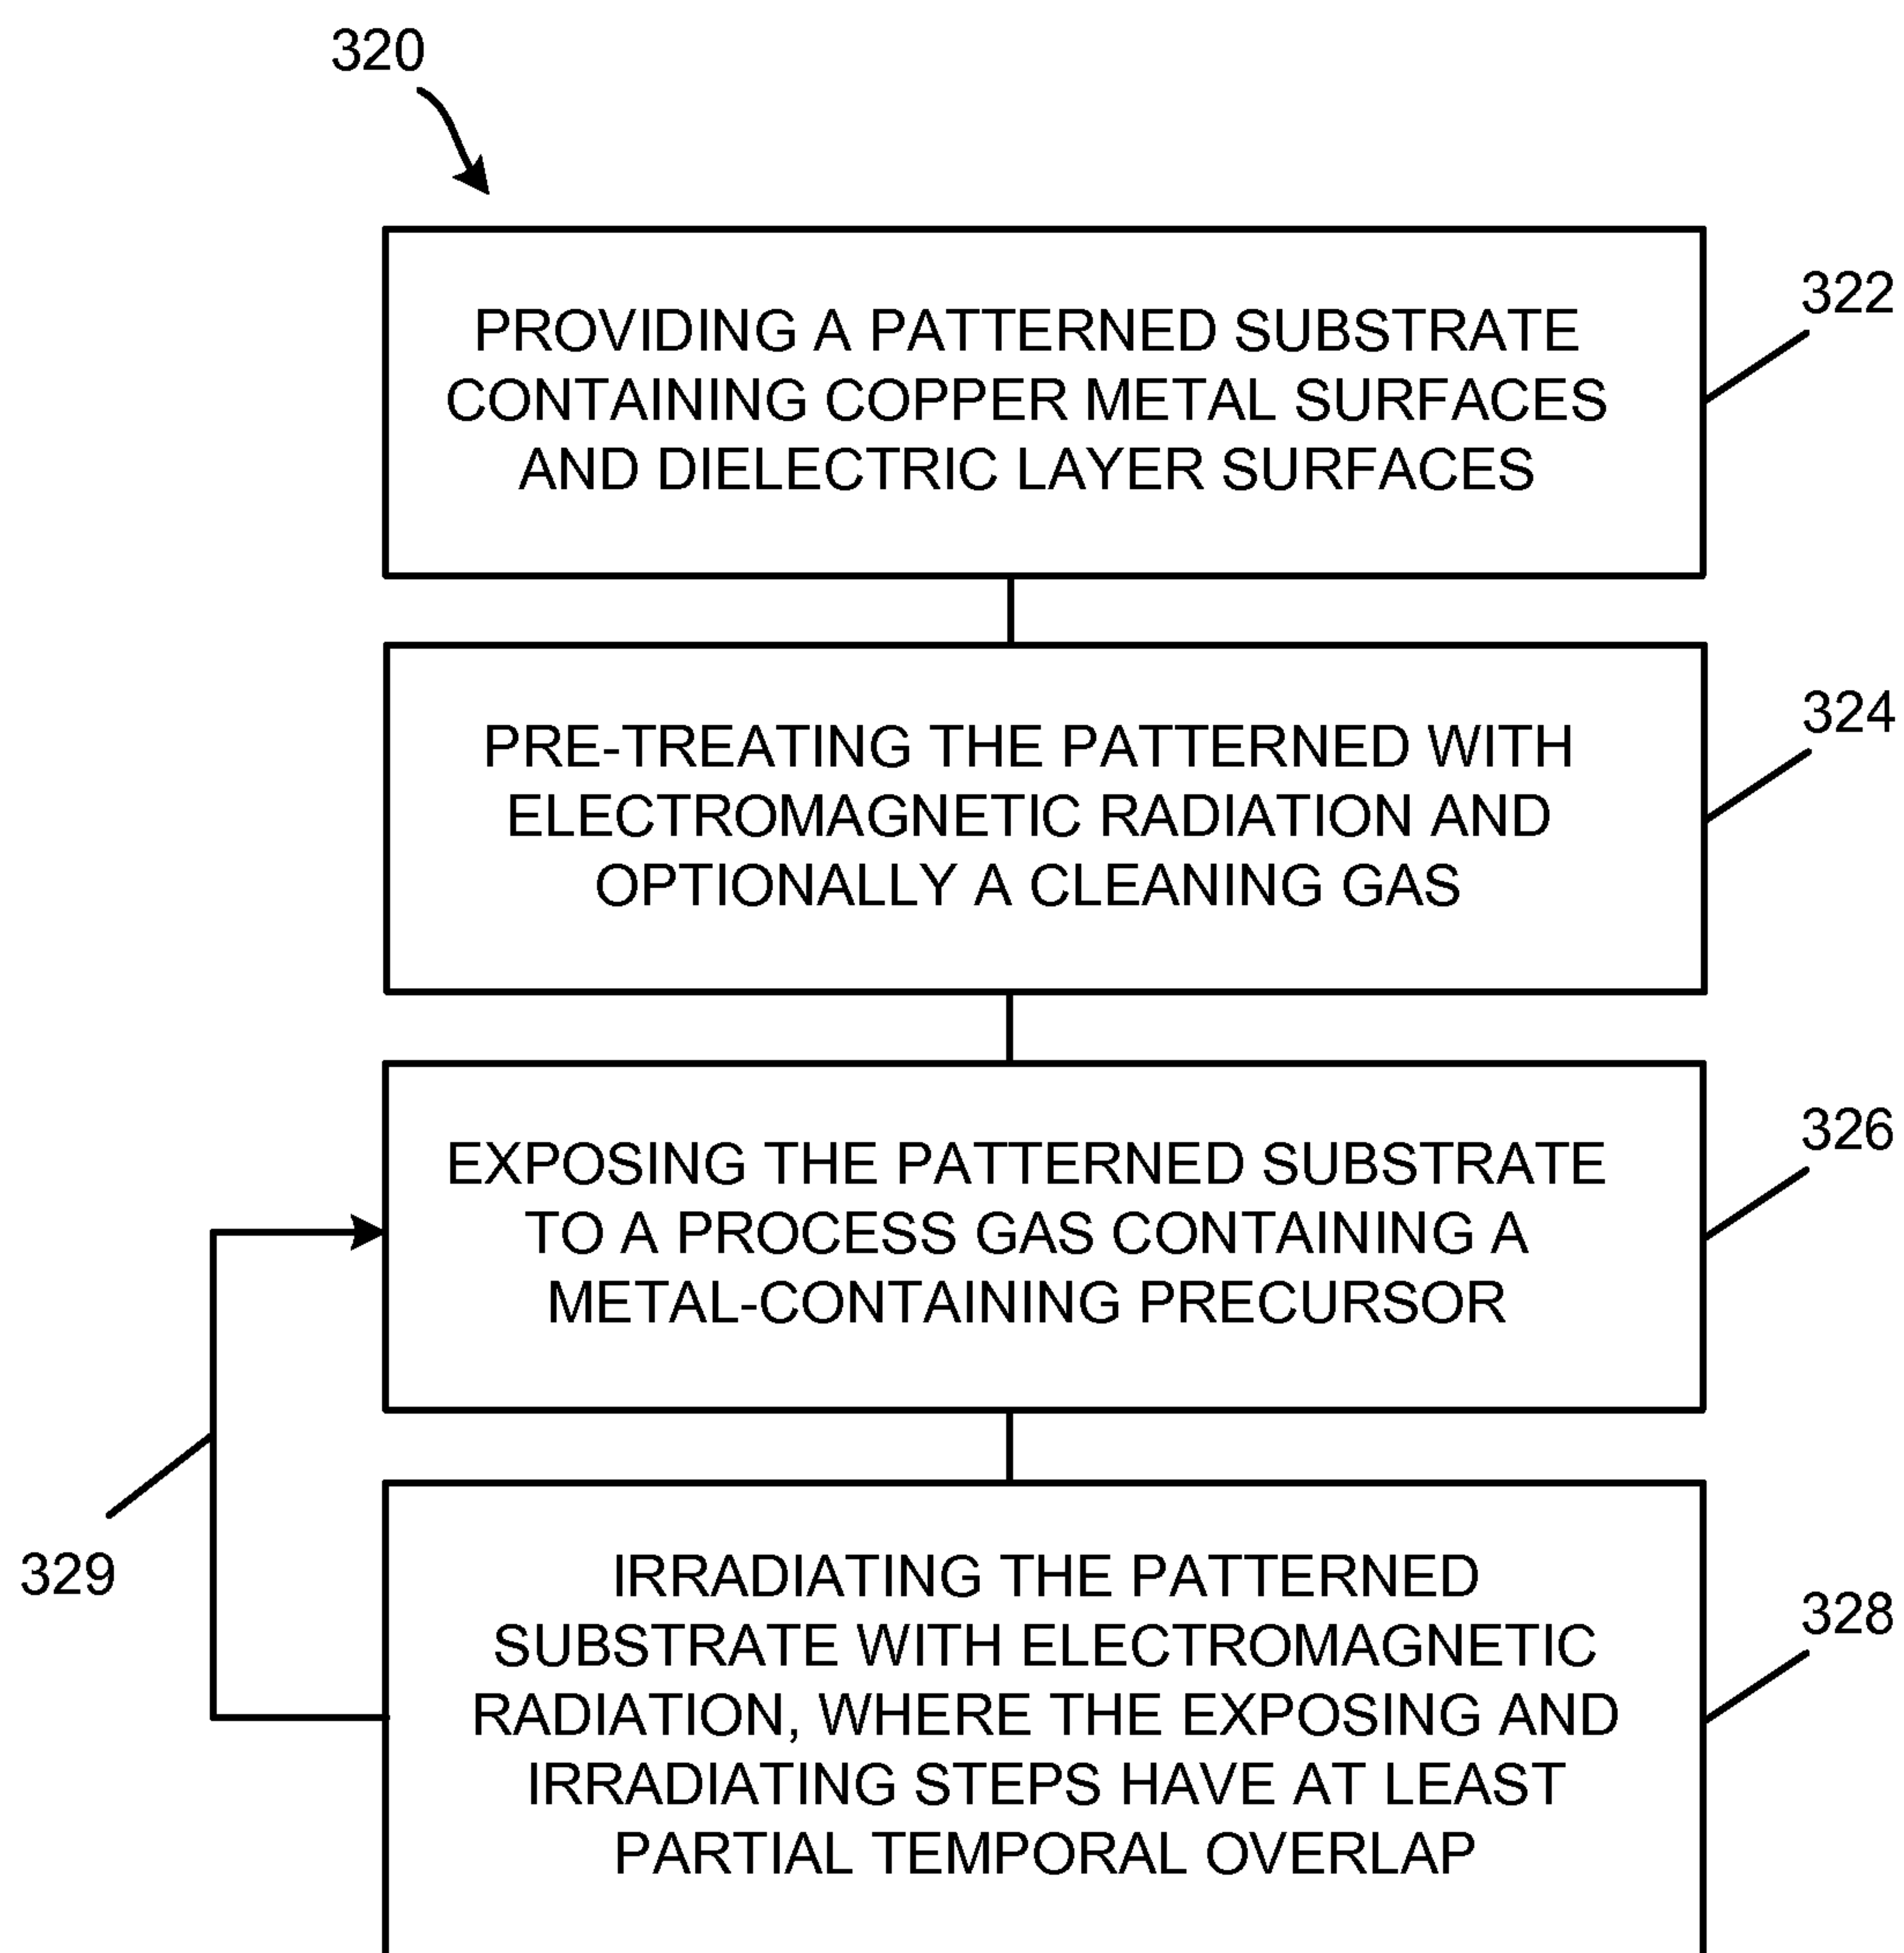 320
PROVIDING A PATTERNED SUBSTRATE
CONTAINING COPPER METAL SURFACES
AND DIELECTRIC LAYER SURFACES
322
PRE-TREATING THE PATTERNED WITH
ELECTROMAGNETIC RADIATION AND
OPTIONALLY A CLEANING GAS
324
EXPOSING THE PATTERNED SUBSTRATE
TO A PROCESS GAS CONTAINING A
METAL-CONTAINING PRECURSOR
326
329
IRRADIATING THE PATTERNED
SUBSTRATE WITH ELECTROMAGNETIC
RADIATION, WHERE THE EXPOSING AND
IRRADIATING STEPS HAVE AT LEAST
PARTIAL TEMPORAL OVERLAP
328